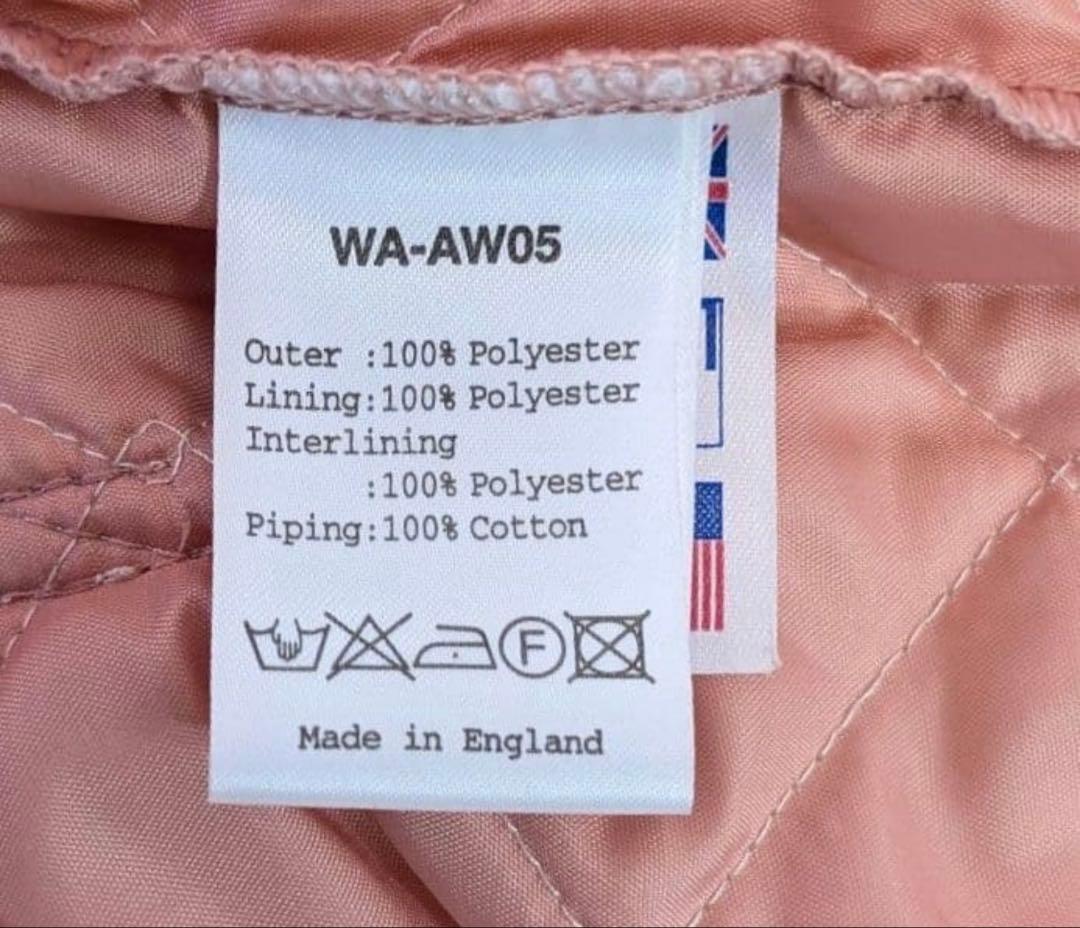 WA-AW05
Outer :100% Polyester
Lining:100% Polyester
Interlining
:100% Polyester
Piping:100% Cotton
F
Made in England